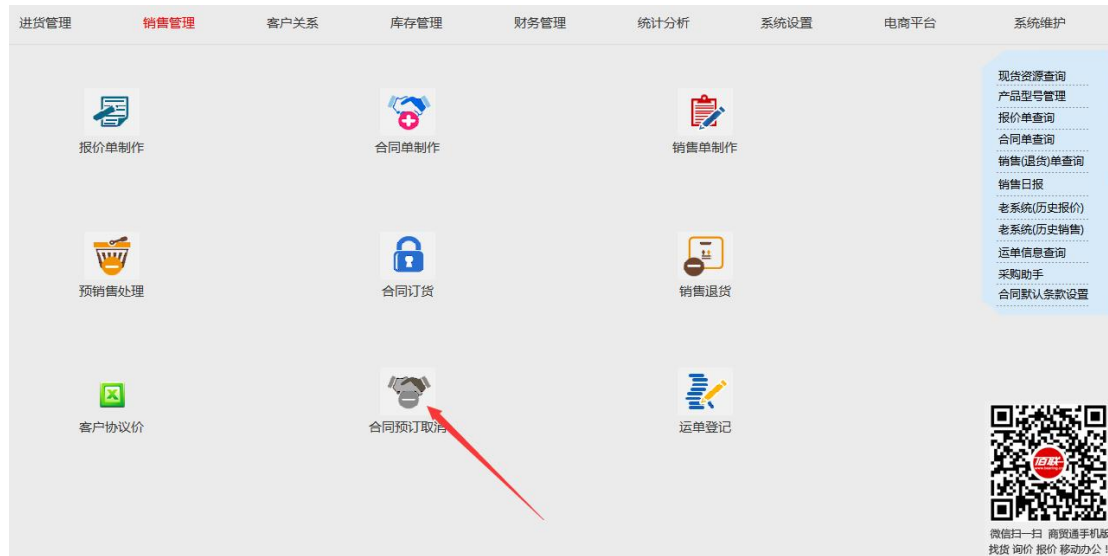 进货管理 销售管理 客户关系 库存管理 财务管理 统计分析 系统设置 电商平台 系统维护
报价单制作 合同单制作 销售单制作
预销售处理 合同订货 销售退货
客户协议价 合同预订取消 运单登记
现货资源查询
产品型号管理
报价单查询
合同单查询
销售(退货)单查询
销售日报
老系统(历史报价)
老系统(历史销售)
运单信息查询
采购助手
合同默认条款设置
佰联
微信扫一扫 商贸通手机版
找货 询价 报价 移动办公！